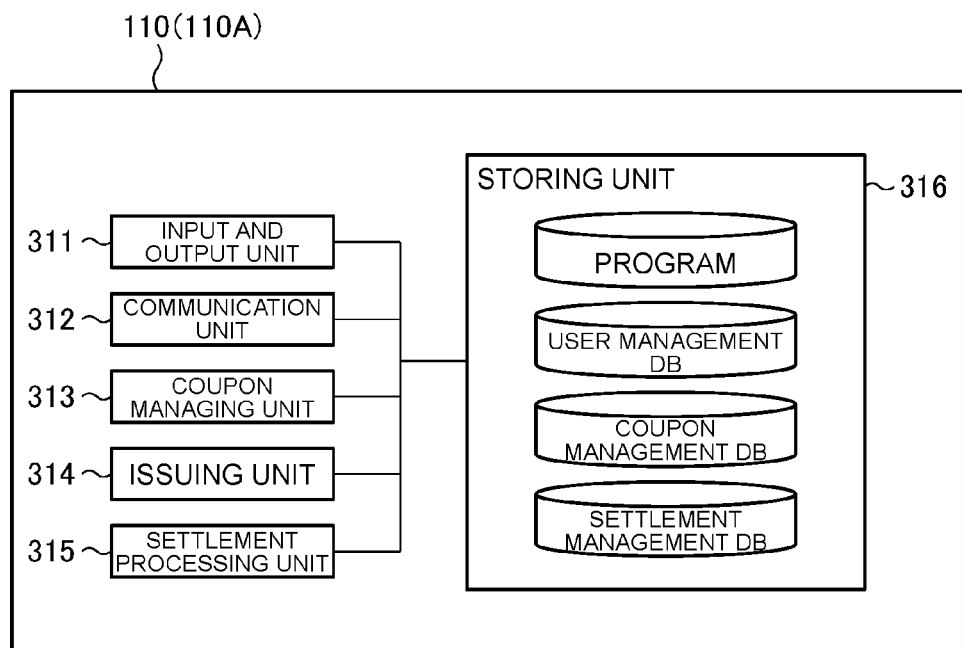 110(110A)
STORING UNIT
316
PROGRAM
USER MANAGEMENT
DB
COUPON
MANAGEMENT DB
SETTLEMENT
MANAGEMENT DB
311
INPUT AND
OUTPUT UNIT
312
COMMUNICATION
UNIT
313
COUPON
MANAGING UNIT
314
ISSUING UNIT
315
SETTLEMENT
PROCESSING UNIT